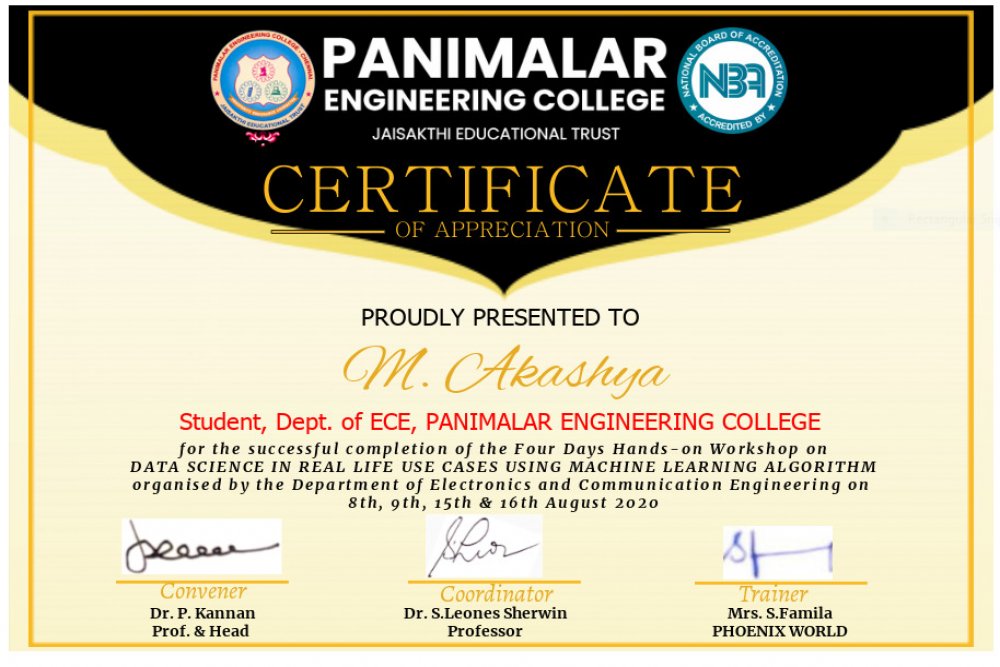 PANIMALAR ENGINEERING COLLEGE - CHENNAI
JAISAKTHI EDUCATIONAL TRUST
PANIMALAR
ENGINEERING COLLEGE
JAISAKTHI EDUCATIONAL TRUST
NATIONAL BOARD OF ACCREDITATION
NBA
ACCREDITED BY
CERTIFICATE
OF APPRECIATION
PROUDLY PRESENTED TO
M. Akashya
Student, Dept. of ECE, PANIMALAR ENGINEERING COLLEGE
for the successful completion of the Four Days Hands-on Workshop on
DATA SCIENCE IN REAL LIFE USE CASES USING MACHINE LEARNING ALGORITHM
organised by the Department of Electronics and Communication Engineering on
8th, 9th, 15th & 16th August 2020
Convener
Dr. P. Kannan
Prof. & Head
Coordinator
Dr. S.Leones Sherwin
Professor
Trainer
Mrs. S.Famila
PHOENIX WORLD